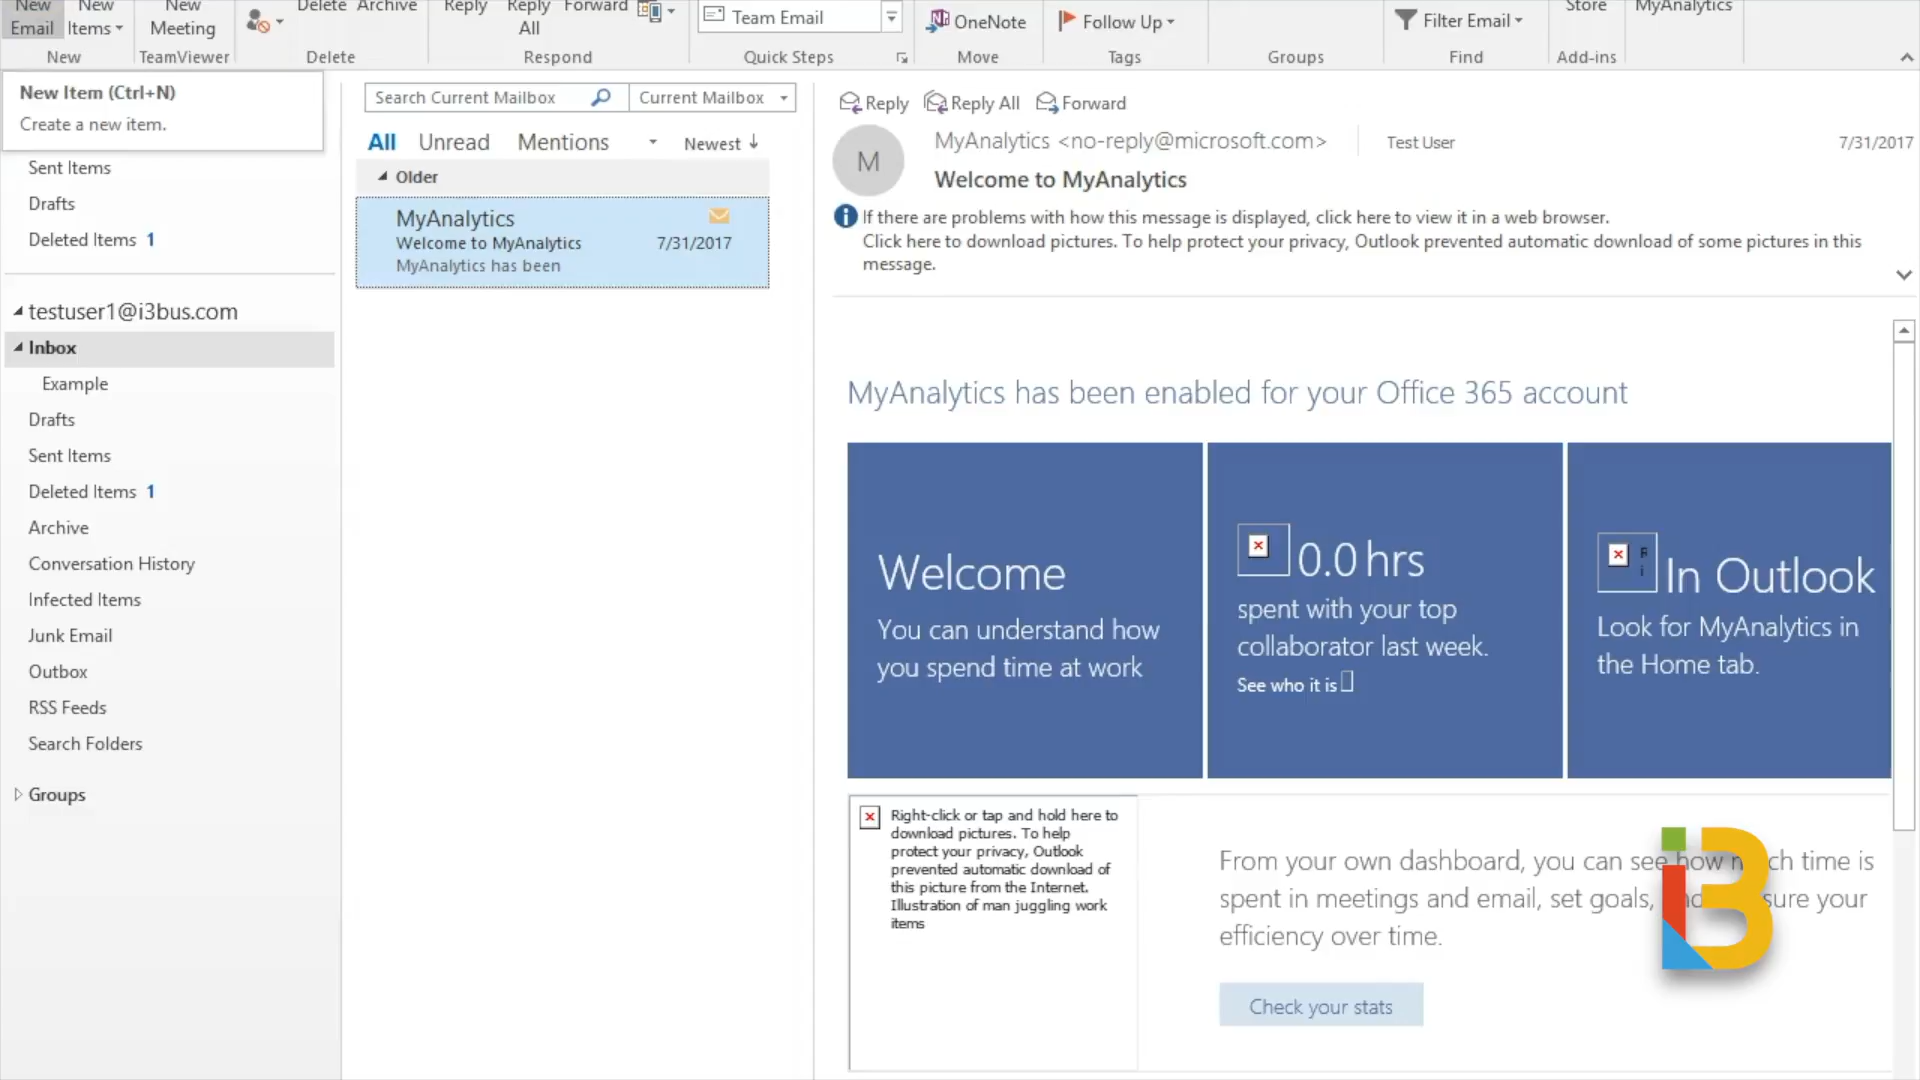 New
Email
New
Items
New
Meeting
Delete
Archive
Reply
Reply
All
Forward
Team Email
OneNote
Follow Up
Filter Email
Store
MyAnalytics
New
TeamViewer
Delete
Respond
Quick Steps
Move
Tags
Groups
Find
Add-ins
New Item (Ctrl+N)
Create a new item.
Sent Items
Drafts
Deleted Items 1
testuser1@i3bus.com
Inbox
Example
Drafts
Sent Items
Deleted Items 1
Archive
Conversation History
Infected Items
Junk Email
Outbox
RSS Feeds
Search Folders
Groups
Search Current Mailbox
Current Mailbox
All Unread Mentions
Newest
Older
MyAnalytics
Welcome to MyAnalytics 7/31/2017
MyAnalytics has been
Reply Reply All Forward
M
MyAnalytics <no-reply@microsoft.com>
Test User
7/31/2017
Welcome to MyAnalytics
If there are problems with how this message is displayed, click here to view it in a web browser.
Click here to download pictures. To help protect your privacy, Outlook prevented automatic download of some pictures in this
message.
MyAnalytics has been enabled for your Office 365 account
Welcome
You can understand how
you spend time at work
0.0 hrs
spent with your top
collaborator last week.
See who it is
R
i
In Outlook
Look for MyAnalytics in
the Home tab.
Right-click or tap and hold here to
download pictures. To help
protect your privacy, Outlook
prevented automatic download of
this picture from the Internet.
Illustration of man juggling work
items
From your own dashboard, you can see how time is
spent in meetings and email, set goals, your
efficiency over time.
Check your stats
i3